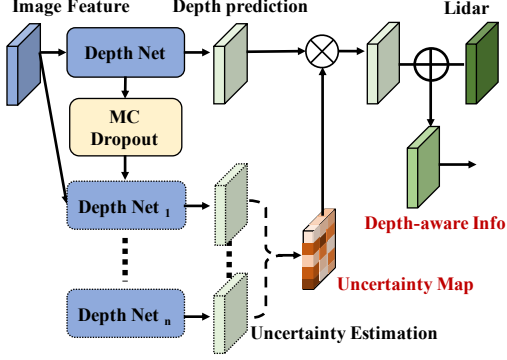 Image Feature
Depth prediction
Lidar
Depth Net
MC
Dropout
Depth Net 1
Depth-aware Info
Uncertainty Map
Depth Net n
Uncertainty Estimation